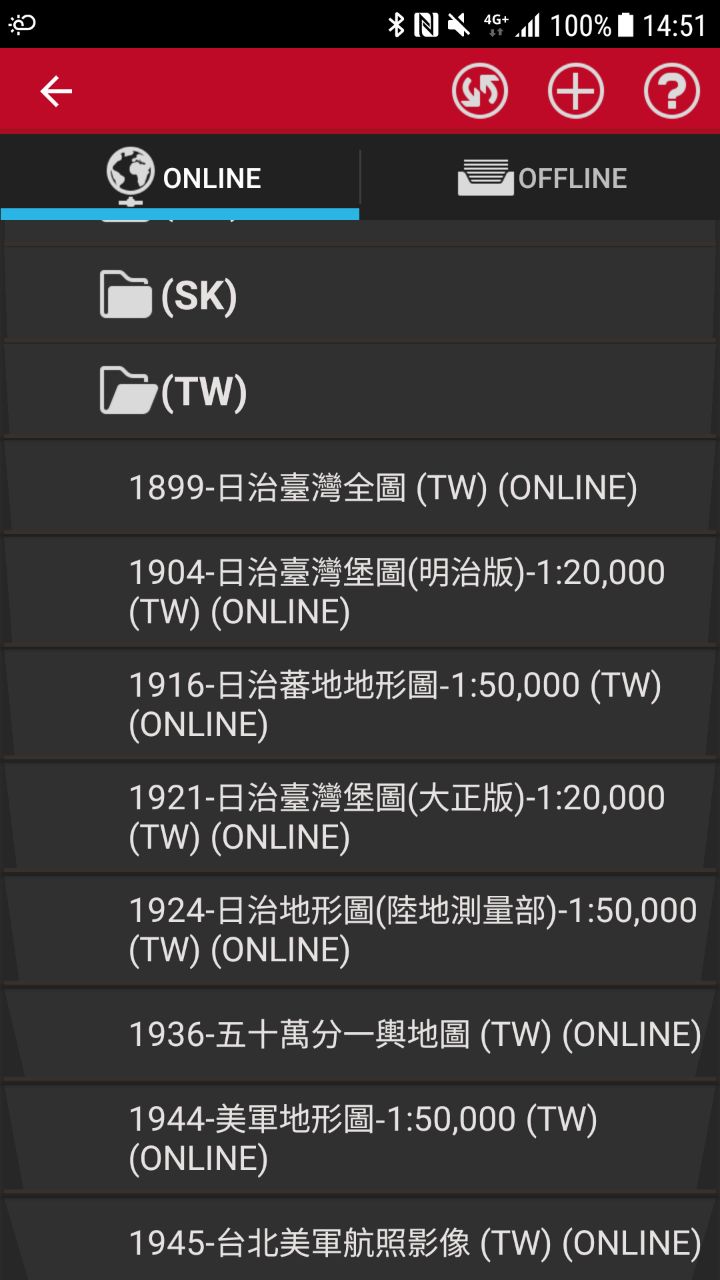 4G+ 100% 14:51
ONLINE OFFLINE
(SK)
(TW)
1899-日治臺灣全圖 (TW) (ONLINE)
1904-日治臺灣堡圖(明治版)-1:20,000
(TW) (ONLINE)
1916-日治蕃地地形圖-1:50,000 (TW)
(ONLINE)
1921-日治臺灣堡圖(大正版)-1:20,000
(TW) (ONLINE)
1924-日治地形圖(陸地測量部)-1:50,000
(TW) (ONLINE)
1936-五十萬分一輿地圖 (TW) (ONLINE)
1944-美軍地形圖-1:50,000 (TW)
(ONLINE)
1945-台北美軍航照影像 (TW) (ONLINE)